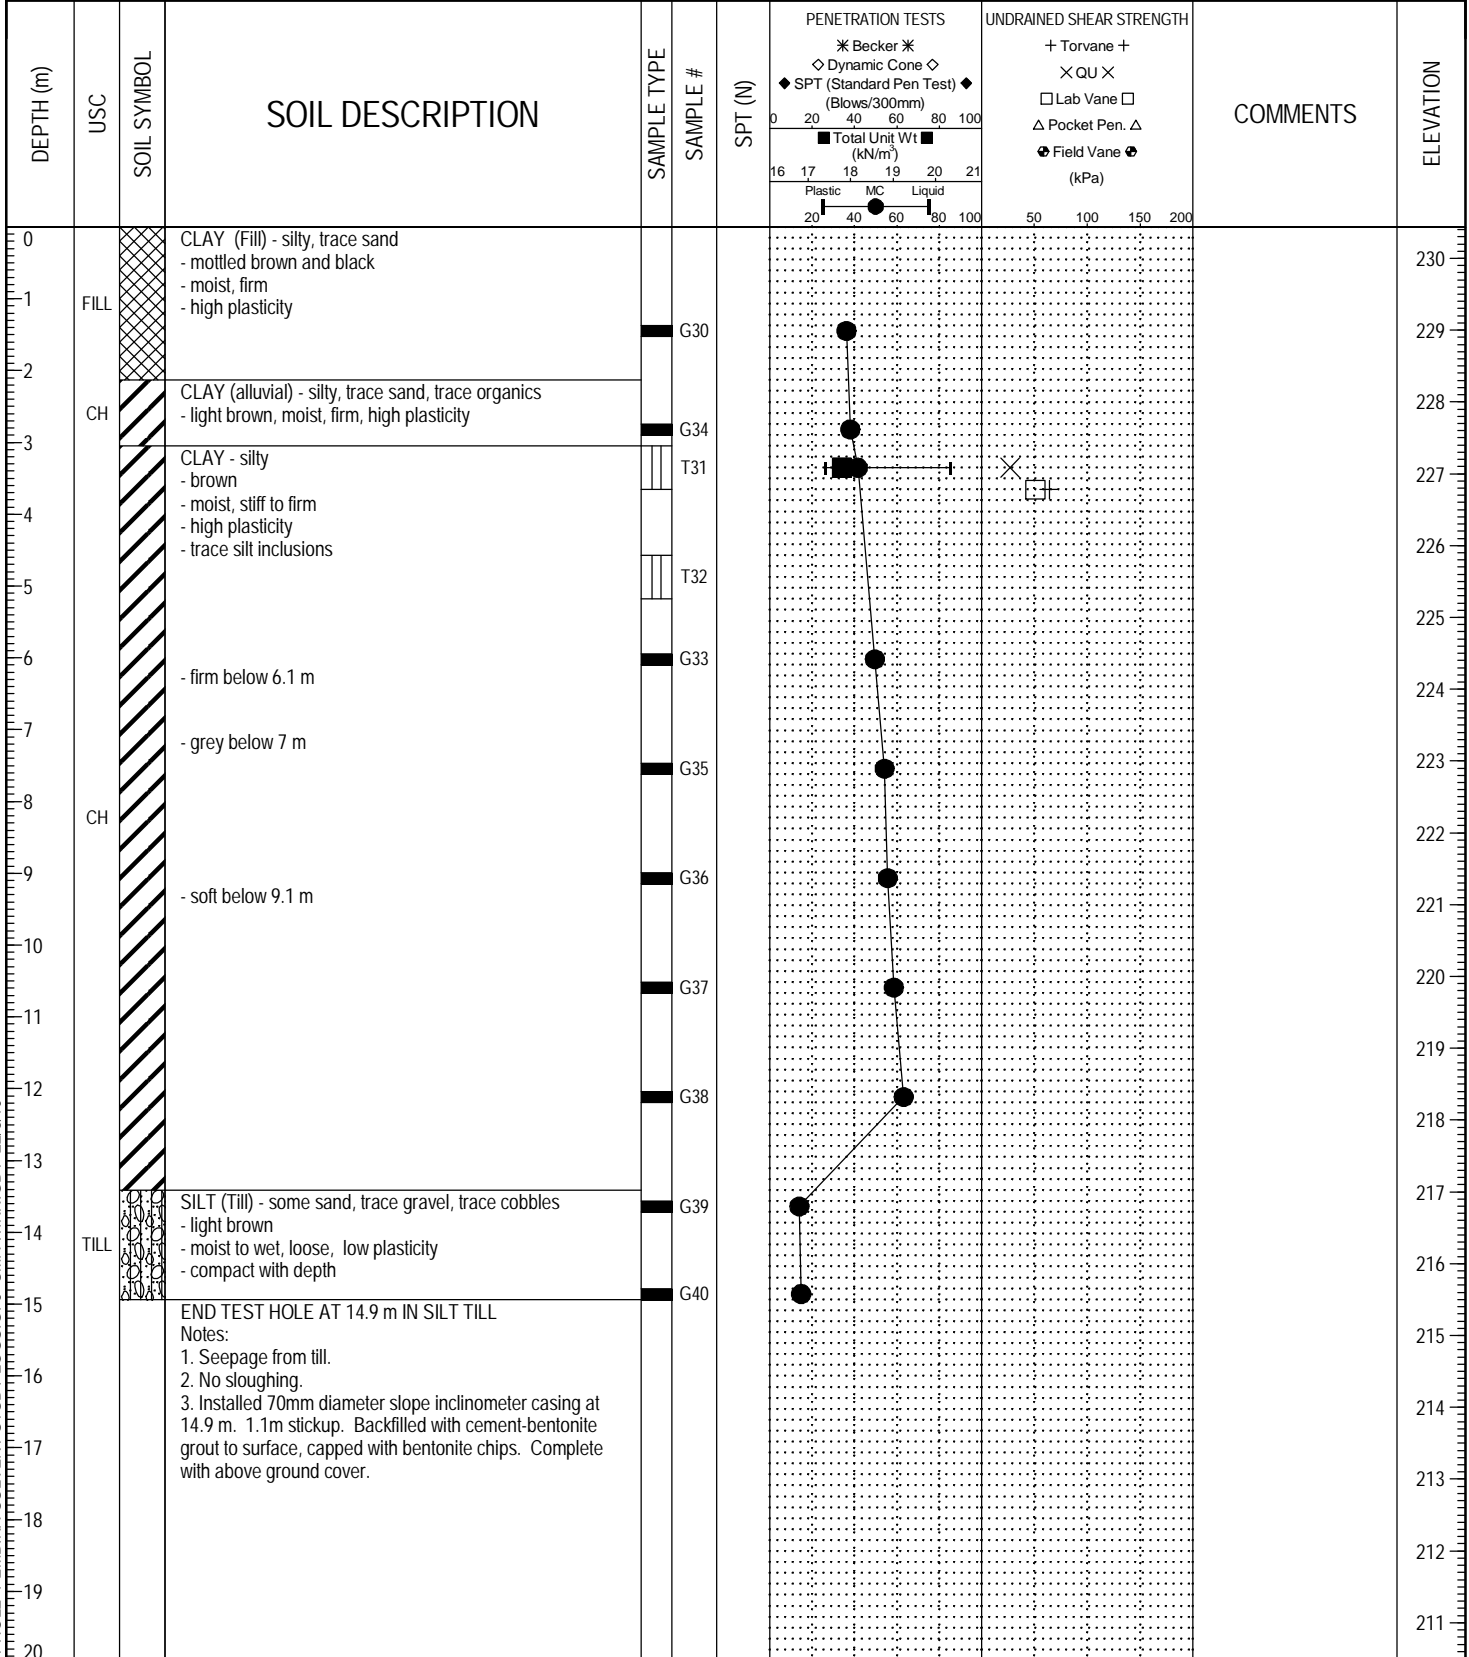 DEPTH (m)
USC
SOIL SYMBOL
SOIL DESCRIPTION
SAMPLE TYPE
SAMPLE #
SPT (N)
PENETRATION TESTS
Becker
Dynamic Cone
SPT (Standard Pen Test)
(Blows/300mm)
0 20 40 60 80 100
Total Unit Wt
(kN/m³)
16 17 18 19 20 21
Plastic MC Liquid
20 40 60 80 100
UNDRAINED SHEAR STRENGTH
+ Torvane +
QU
Lab Vane
Pocket Pen.
Field Vane
(kPa)
50 100 150 200
COMMENTS
ELEVATION
0
1
2
3
4
5
6
7
8
9
10
11
12
13
14
15
16
17
18
19
20
FILL
CH
CH
TILL
CLAY (Fill) - silty, trace sand
- mottled brown and black
- moist, firm
- high plasticity
CLAY (alluvial) - silty, trace sand, trace organics
- light brown, moist, firm, high plasticity
CLAY - silty
- brown
- moist, stiff to firm
- high plasticity
- trace silt inclusions
- firm below 6.1 m
- grey below 7 m
- soft below 9.1 m
SILT (Till) - some sand, trace gravel, trace cobbles
- light brown
- moist to wet, loose, low plasticity
- compact with depth
END TEST HOLE AT 14.9 m IN SILT TILL
Notes:
1. Seepage from till.
2. No sloughing.
3. Installed 70mm diameter slope inclinometer casing at
14.9 m. 1.1m stickup. Backfilled with cement-bentonite
grout to surface, capped with bentonite chips. Complete
with above ground cover.
G30
G34
T31
T32
G33
G35
G36
G37
G38
G39
G40
230
229
228
227
226
225
224
223
222
221
220
219
218
217
216
215
214
213
212
211